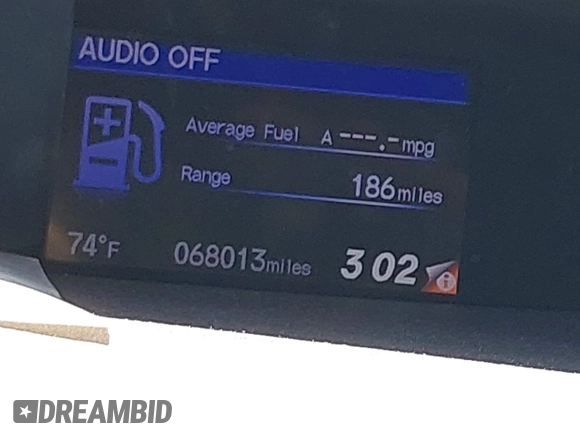 AUDIO OFF
Average Fuel A ---.- mpg
Range 186 miles
74°F 068013 miles 3 02
DREAMBID